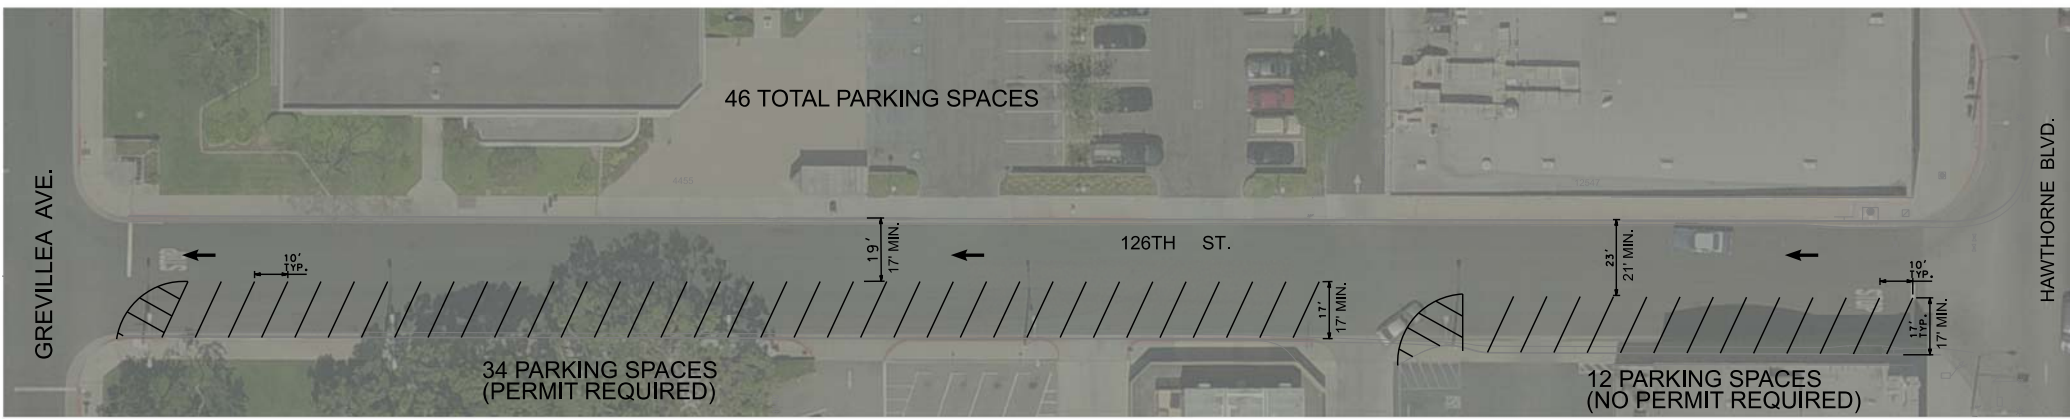 46 TOTAL PARKING SPACES
GREVILLEA AVE.
HAWTHORNE BLVD.
4455
126TH ST.
19'
17' MIN.
23'
21' MIN.
10'
TYP.
10'
TYP.
STOP
17'
17' MIN.
17'
TYP.
17' MIN.
34 PARKING SPACES
(PERMIT REQUIRED)
12 PARKING SPACES
(NO PERMIT REQUIRED)